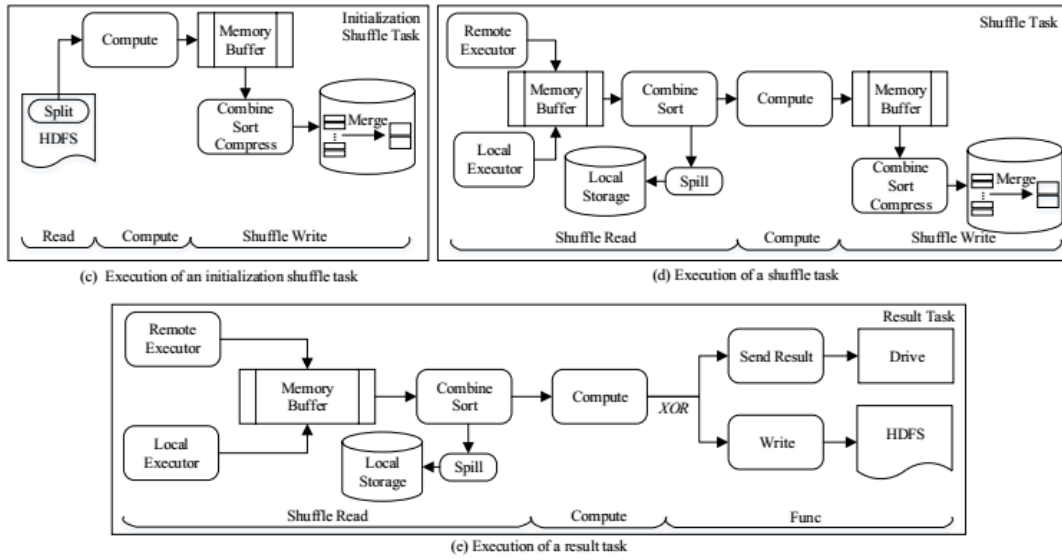 Initialization
Shuffle Task
Compute
Memory
Buffer
Split
HDFS
Combine
Sort
Compress
Merge
Read
Compute
Shuffle Write
(c) Execution of an initialization shuffle task
Shuffle Task
Remote
Executor
Local
Executor
Memory
Buffer
Combine
Sort
Spill
Local
Storage
Compute
Memory
Buffer
Combine
Sort
Compress
Merge
Shuffle Read
Compute
Shuffle Write
(d) Execution of a shuffle task
Result Task
Remote
Executor
Local
Executor
Memory
Buffer
Combine
Sort
Spill
Local
Storage
Compute
XOR
Send Result
Drive
Write
HDFS
Shuffle Read
Compute
Func
(e) Execution of a result task